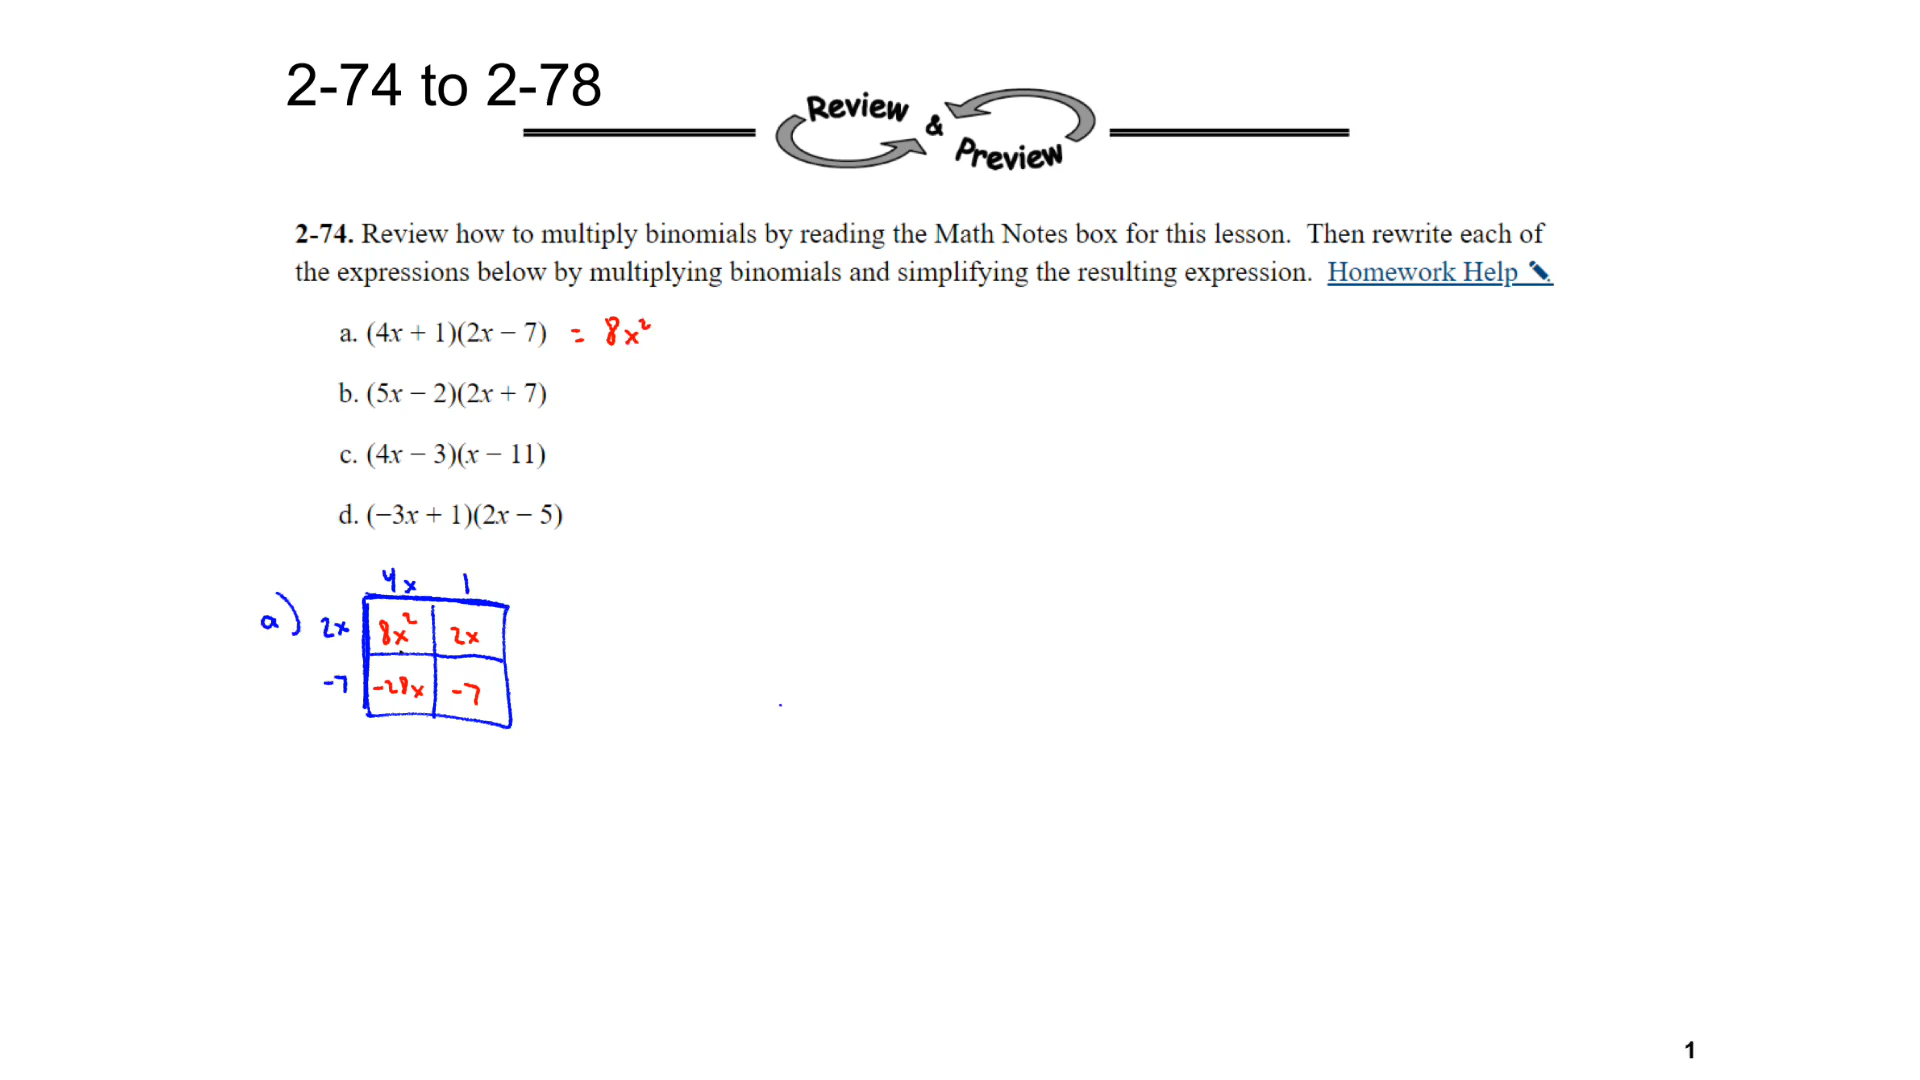 2-74 to 2-78
Review
&
Preview
2-74. Review how to multiply binomials by reading the Math Notes box for this lesson. Then rewrite each of
the expressions below by multiplying binomials and simplifying the resulting expression. Homework Help
a. (4x + 1)(2x − 7) = 8x²
b. (5x − 2)(2x + 7)
c. (4x − 3)(x − 11)
d. (−3x + 1)(2x − 5)
4x 1
a) 2x 8x² 2x
-7 -28x -7
1